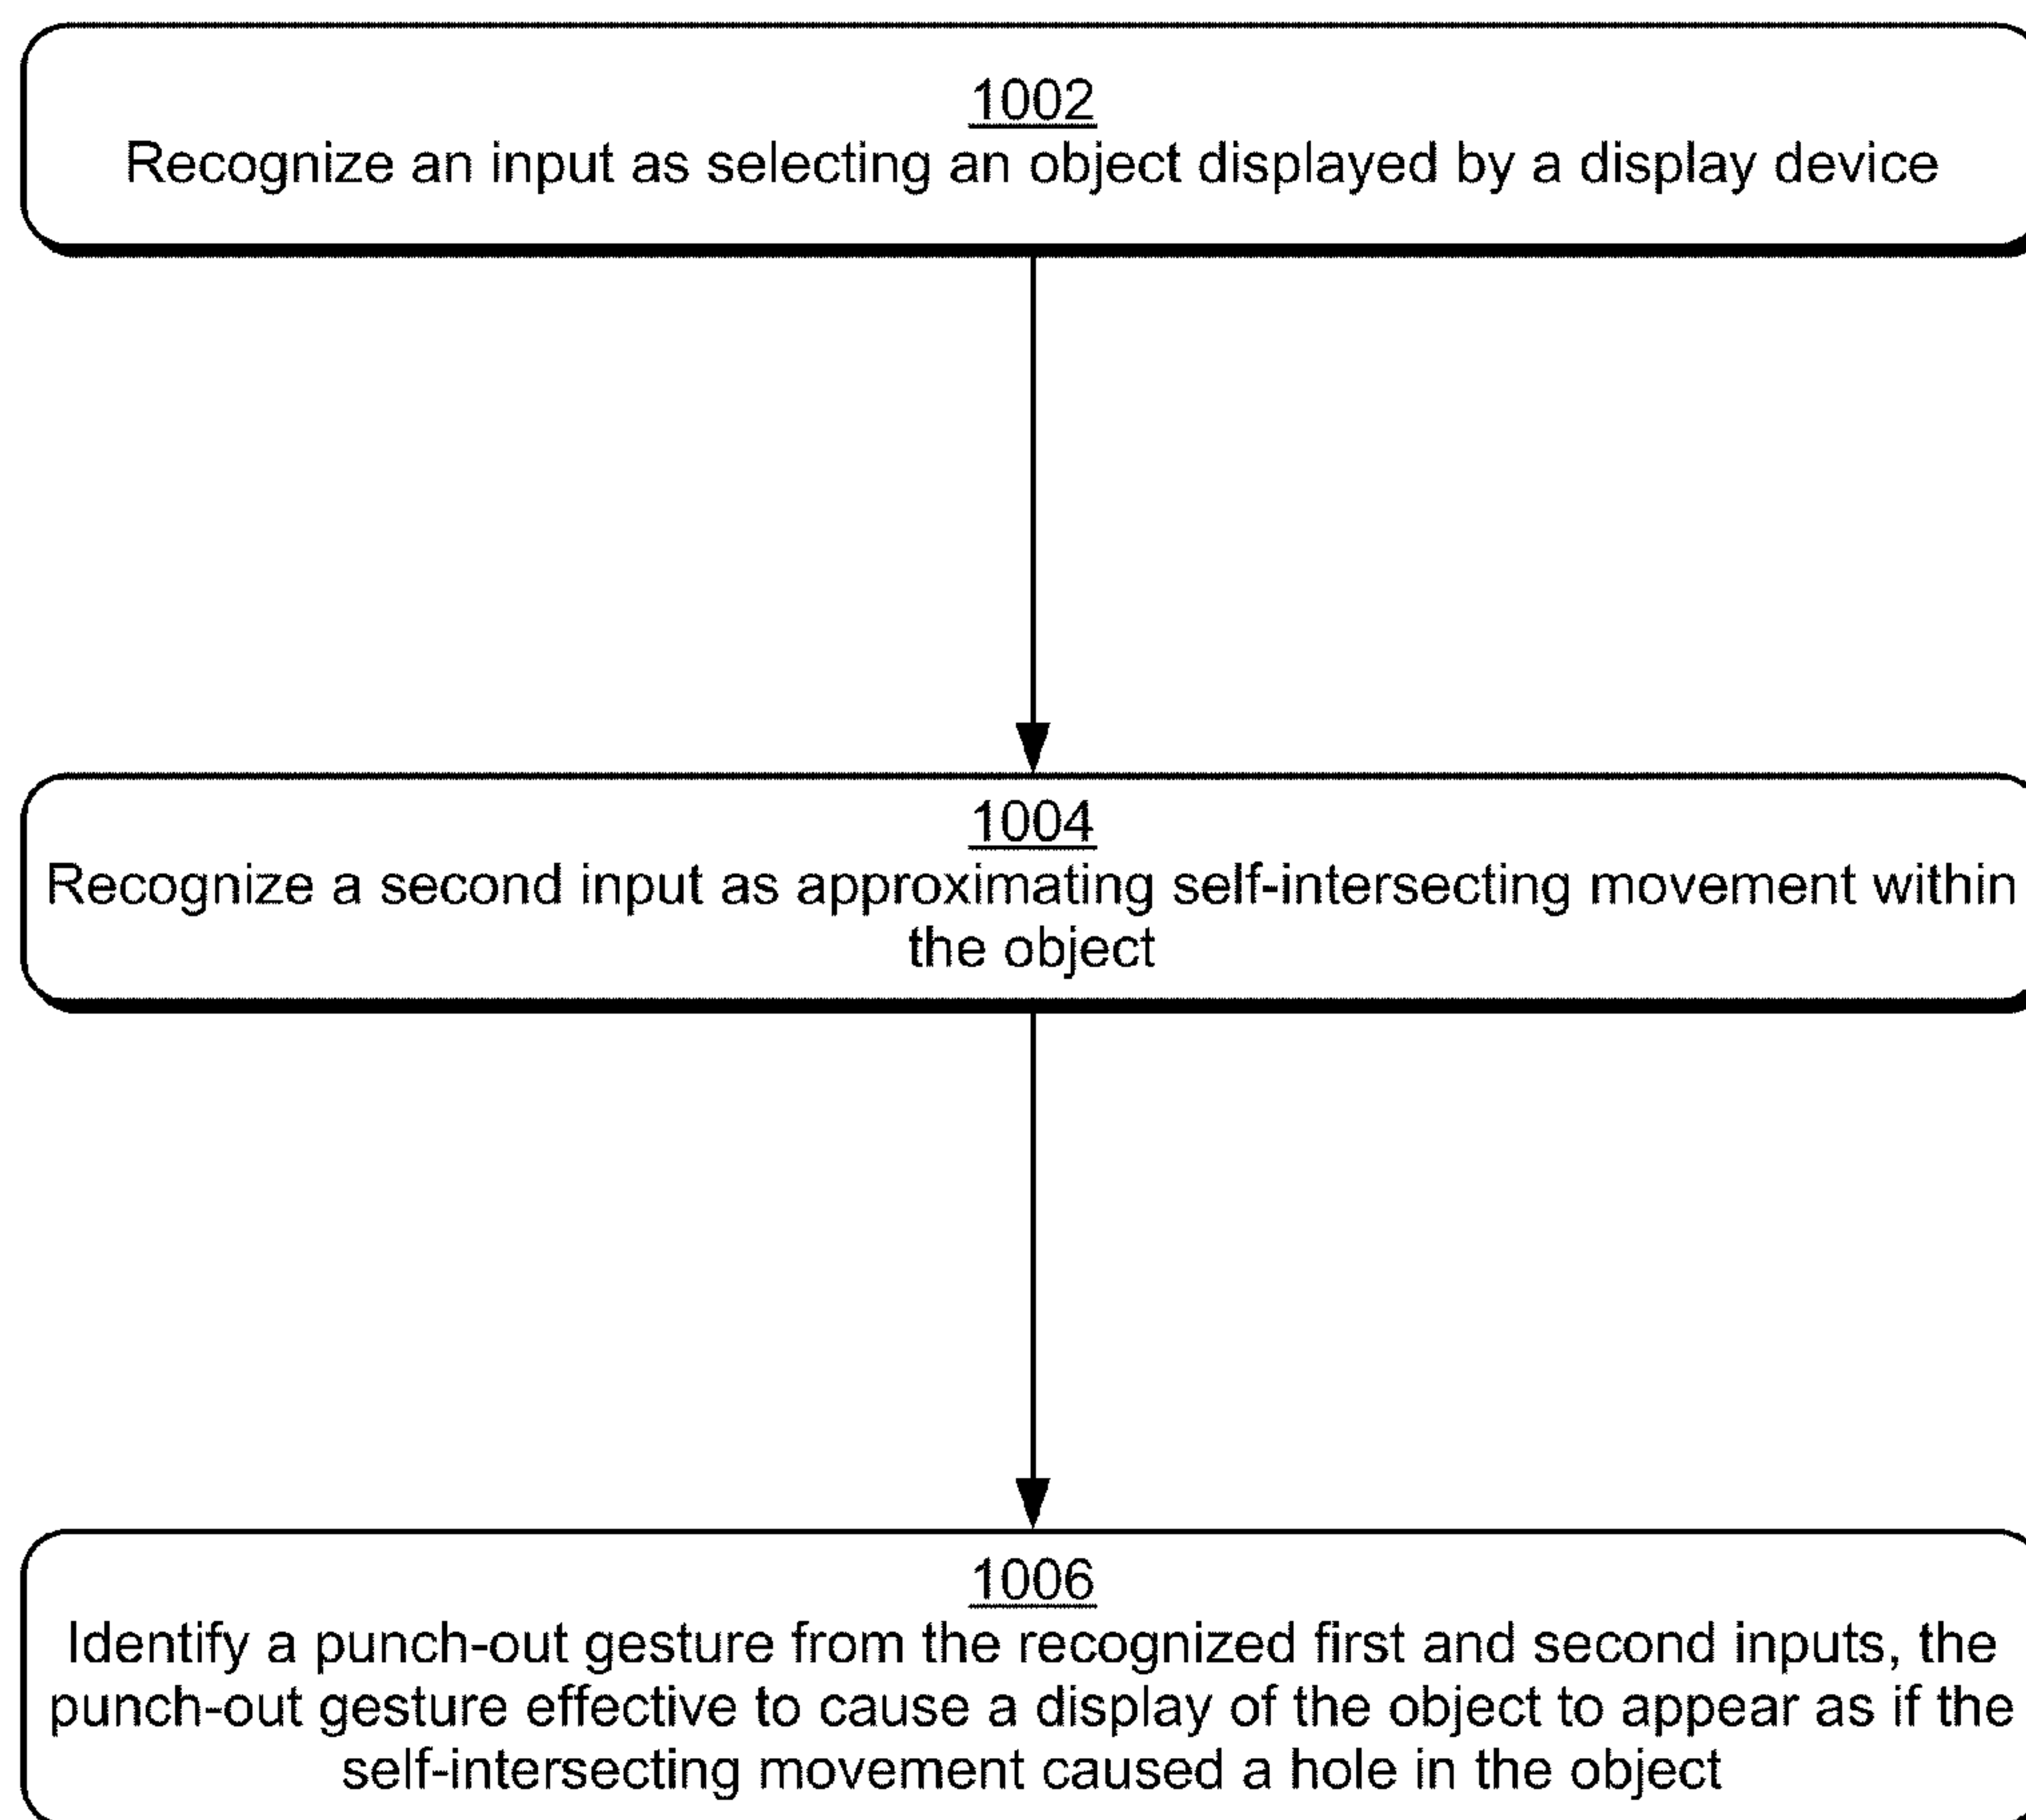 1002
Recognize an input as selecting an object displayed by a display device
1004
Recognize a second input as approximating self-intersecting movement within
the object
1006
Identify a punch-out gesture from the recognized first and second inputs, the
punch-out gesture effective to cause a display of the object to appear as if the
self-intersecting movement caused a hole in the object